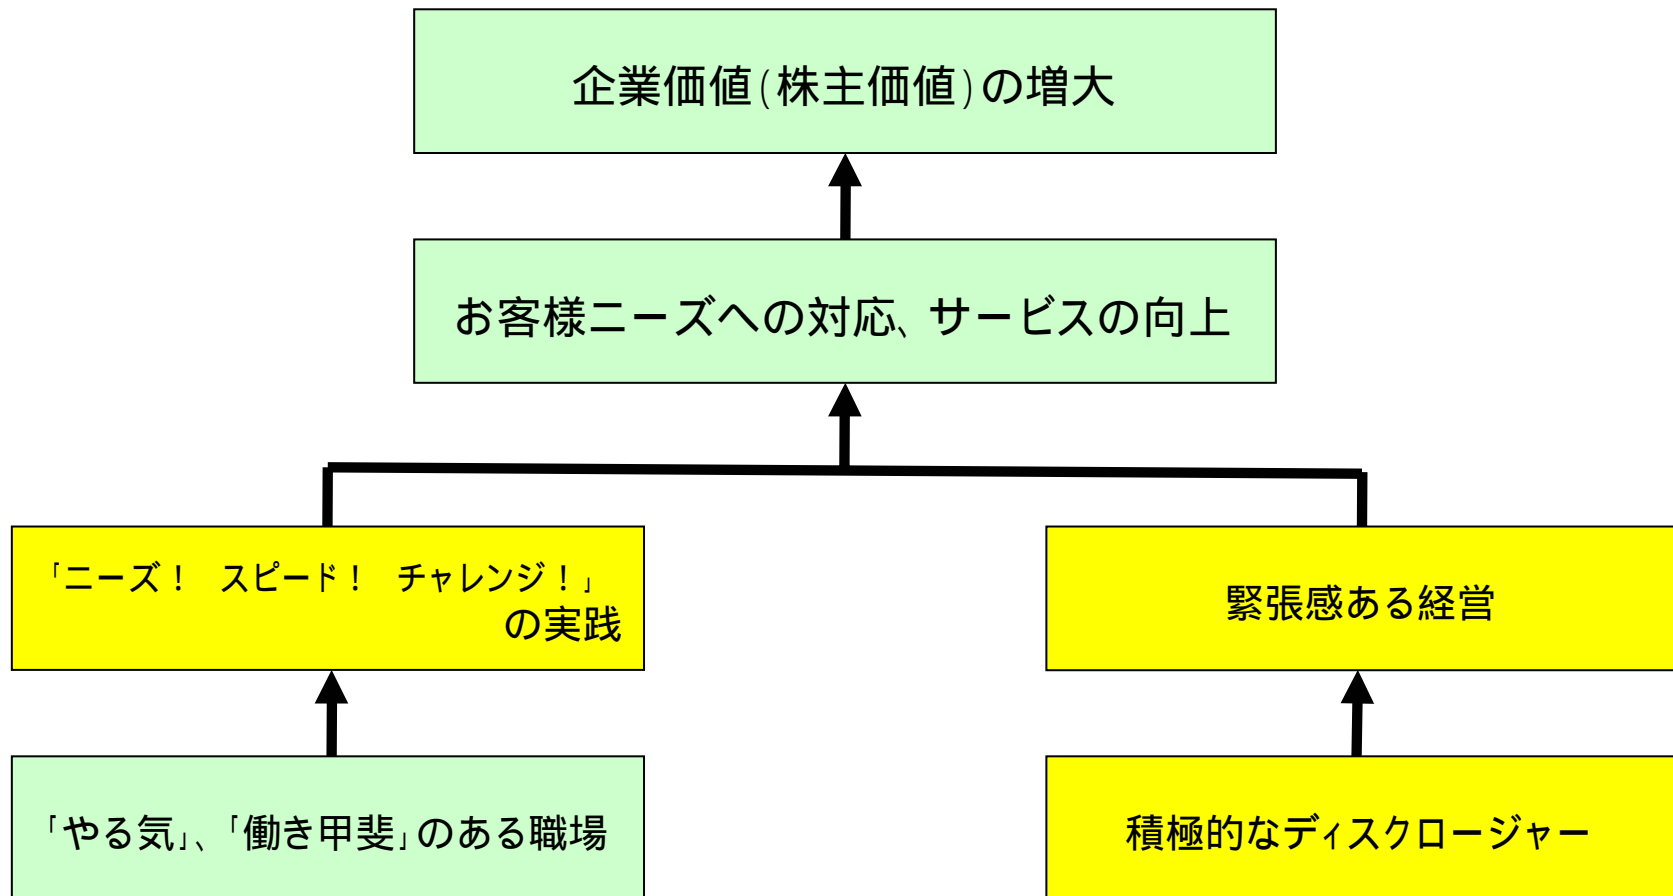 企業価値(株主価値)の増大
お客様ニーズへの対応、サービスの向上
「ニーズ！　スピード！　チャレンジ！」
の実践
緊張感ある経営
「やる気」、「働き甲斐」のある職場
積極的なディスクロージャー